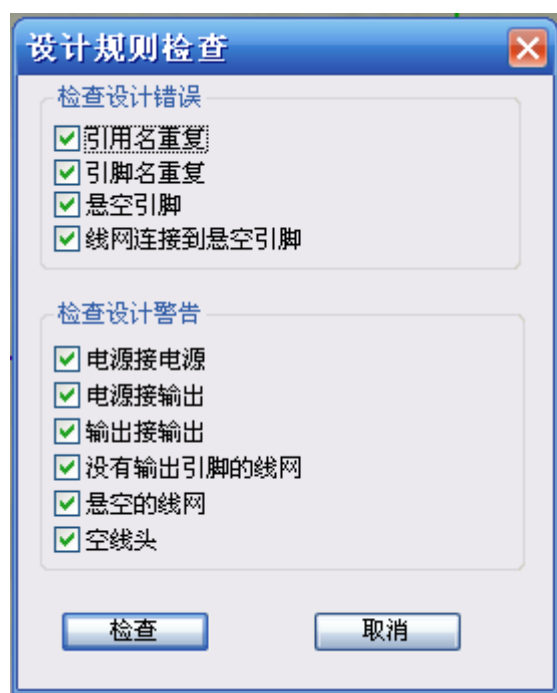 设计规则检查
检查设计错误
引用名重复
引脚名重复
悬空引脚
线网连接到悬空引脚
检查设计警告
电源接电源
电源接输出
输出接输出
没有输出引脚的线网
悬空的线网
空线头
检查 取消